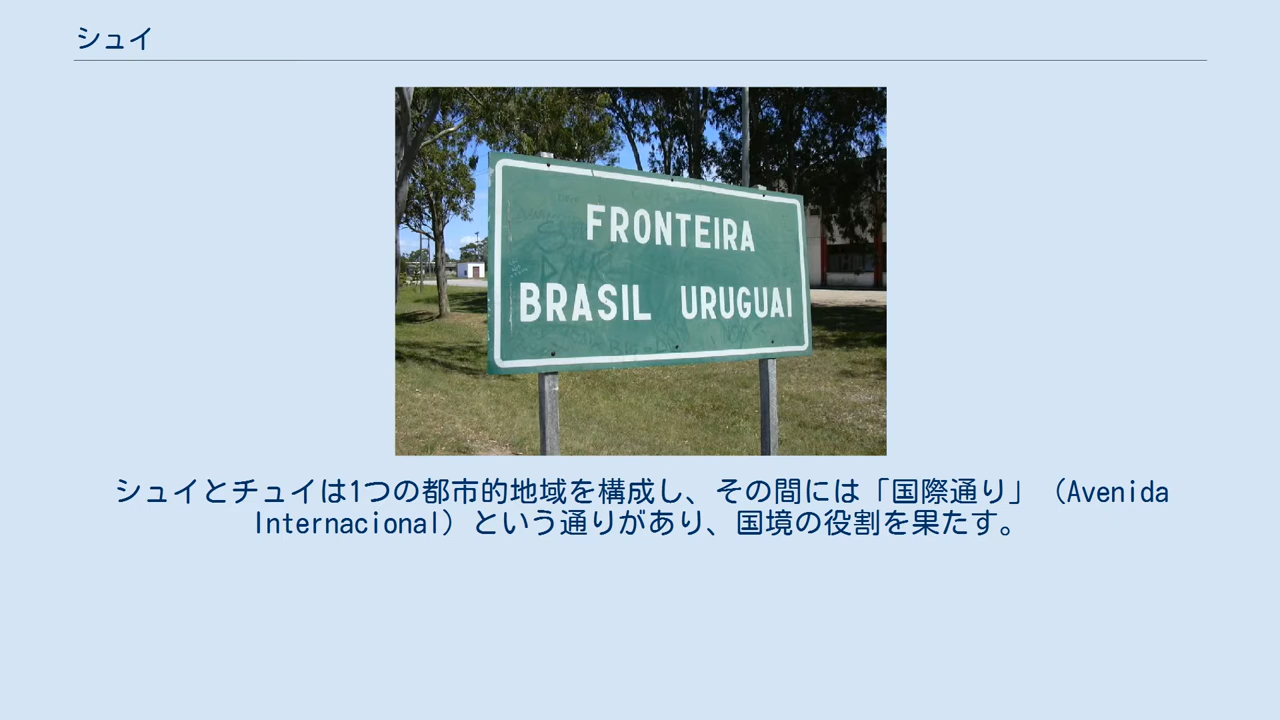 シュイ
FRONTEIRA
BRASIL URUGUAI
シュイとチュイは1つの都市的地域を構成し、その間には「国際通り」（Avenida
Internacional）という通りがあり、国境の役割を果たす。